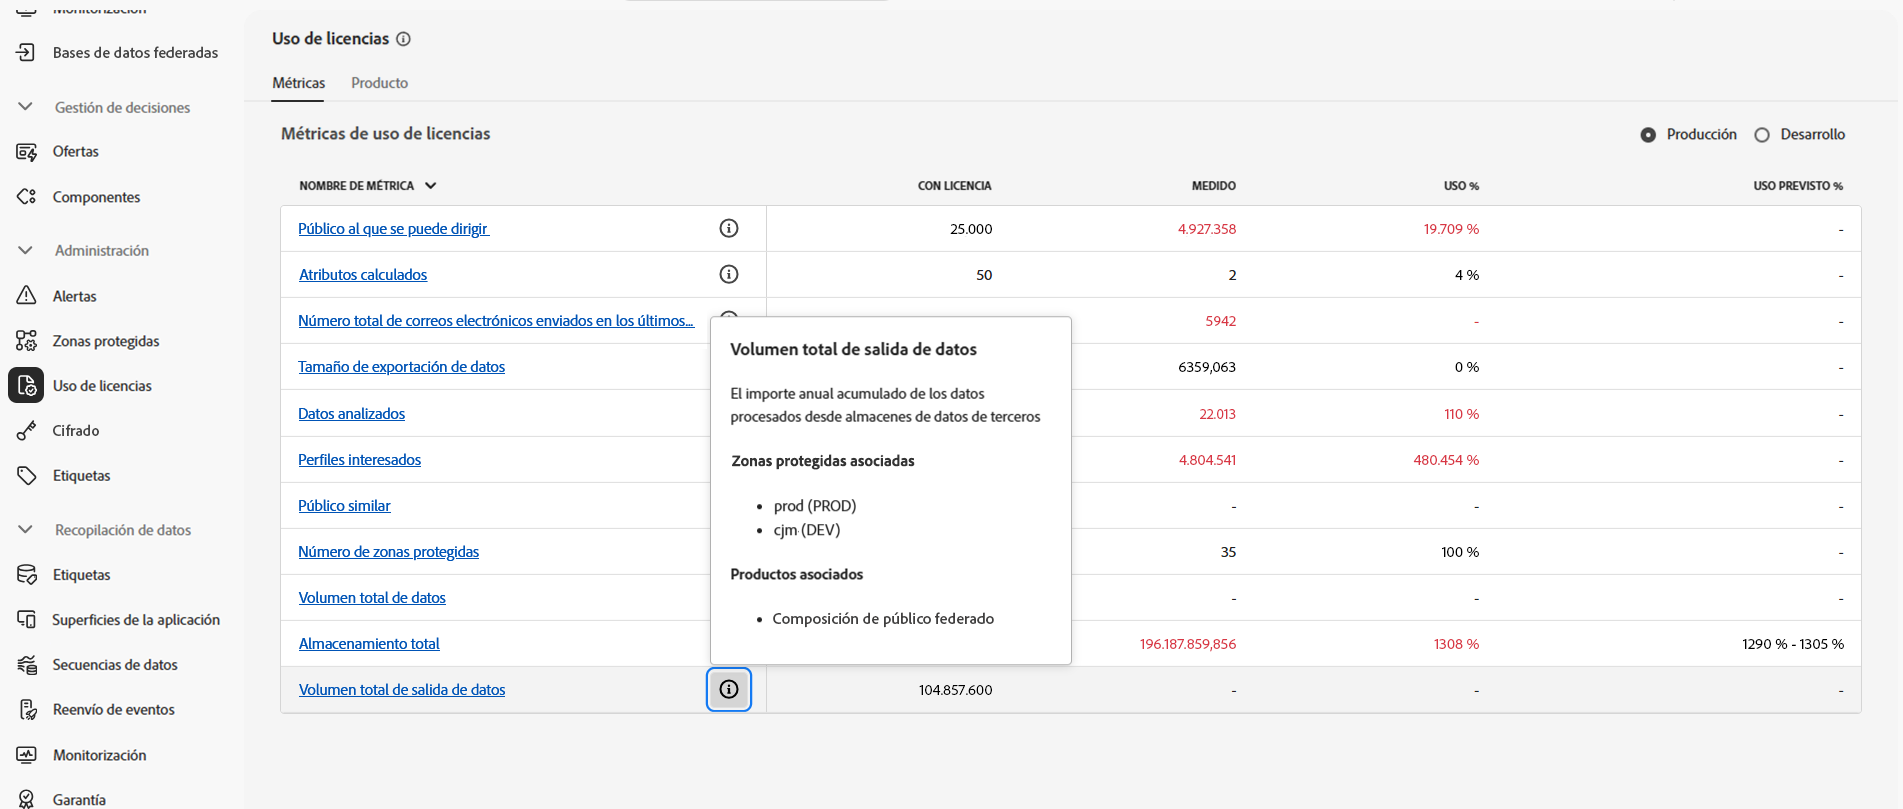 Monitorización
Bases de datos federadas
Gestión de decisiones
Ofertas
Componentes
Administración
Alertas
Zonas protegidas
Uso de licencias
Cifrado
Etiquetas
Recopilación de datos
Etiquetas
Superficies de la aplicación
Secuencias de datos
Reenvío de eventos
Monitorización
Garantía
Uso de licencias
Métricas Producto
Métricas de uso de licencias
Producción Desarrollo
NOMBRE DE MÉTRICA CON LICENCIA MEDIDO USO % USO PREVISTO %
Público al que se puede dirigir 25.000 4.927.358 19.709 % -
Atributos calculados 50 2 4 % -
Número total de correos electrónicos enviados en los últimos... 5942 - -
Tamaño de exportación de datos 6359,063 0 % -
Datos analizados 22.013 110 % -
Perfiles interesados 4.804.541 480.454 % -
Público similar - - -
Número de zonas protegidas 35 100 % -
Volumen total de datos - - -
Almacenamiento total 196.187.859,856 1308 % 1290 % - 1305 %
Volumen total de salida de datos 104.857.600 - - -
Volumen total de salida de datos
El importe anual acumulado de los datos
procesados desde almacenes de datos de terceros
Zonas protegidas asociadas
• prod (PROD)
• cjm (DEV)
Productos asociados
• Composición de público federado